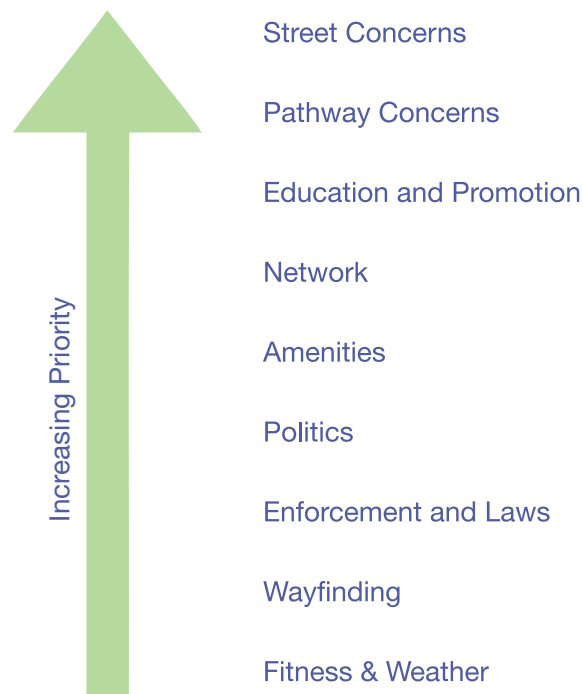 Street Concerns
Pathway Concerns
Education and Promotion
Network
Amenities
Politics
Enforcement and Laws
Wayfinding
Fitness & Weather
Increasing Priority